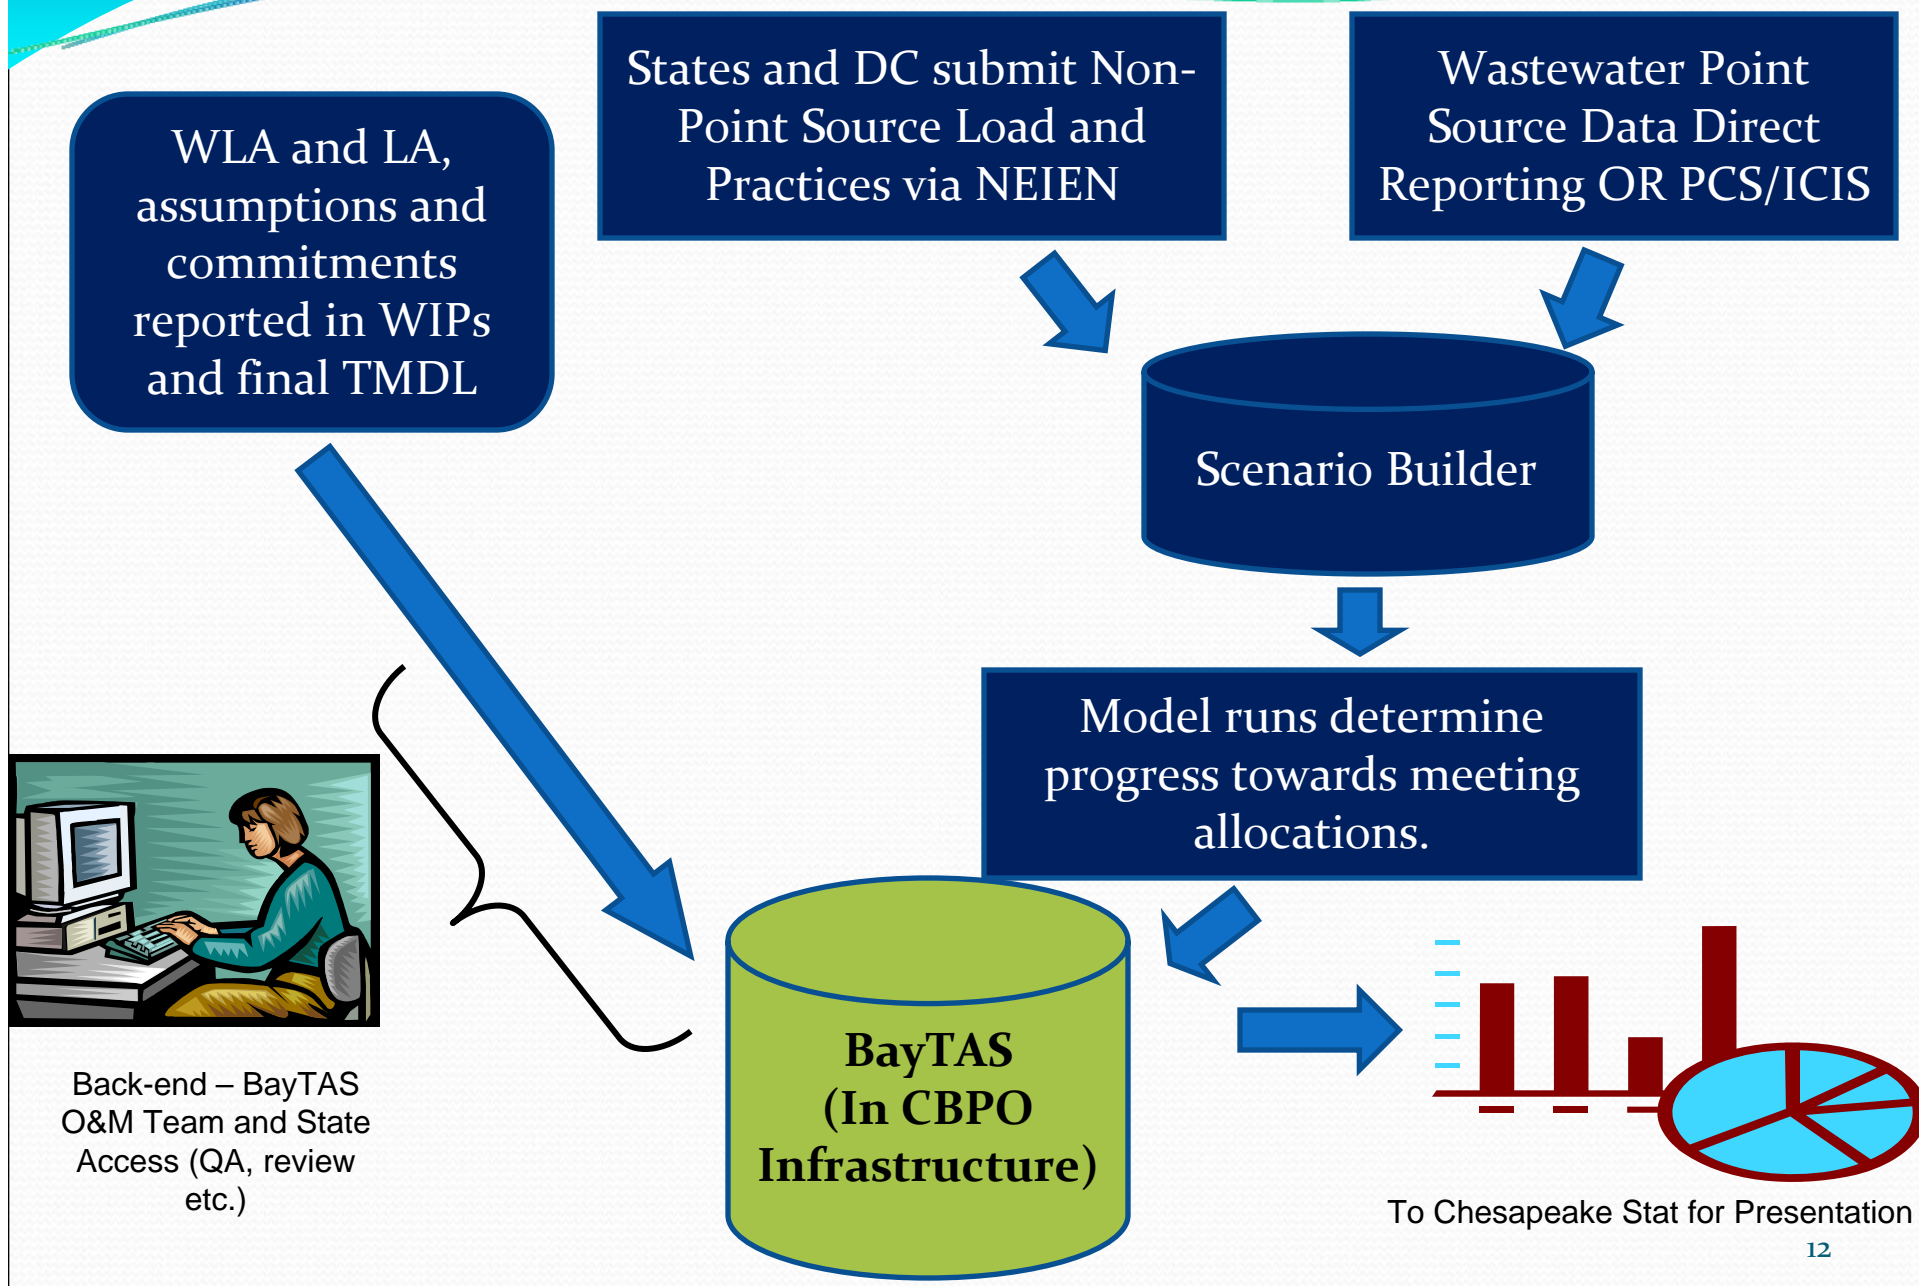 WLA and LA,
assumptions and
commitments
reported in WIPs
and final TMDL
States and DC submit Non-
Point Source Load and
Practices via NEIEN
Wastewater Point
Source Data Direct
Reporting OR PCS/ICIS
Scenario Builder
Model runs determine
progress towards meeting
allocations.
BayTAS
(In CBPO
Infrastructure)
Back-end – BayTAS
O&M Team and State
Access (QA, review
etc.)
To Chesapeake Stat for Presentation
12